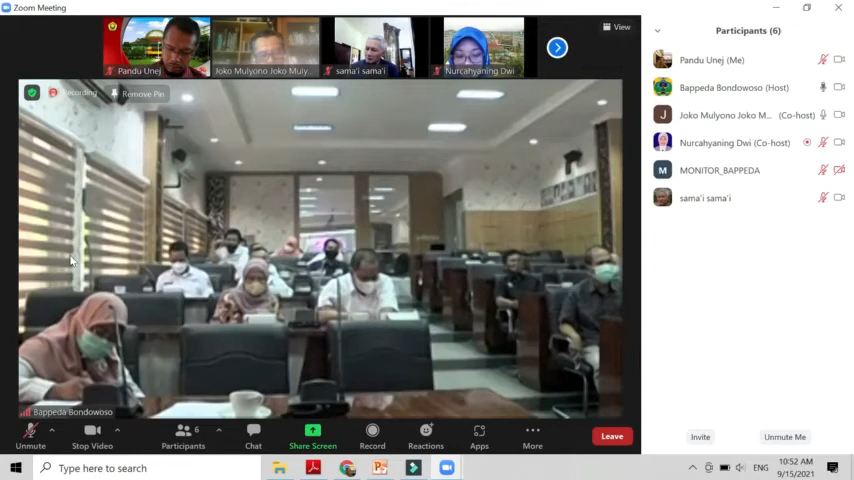 Zoom Meeting
View
Pandu Unej
Joko Mulyono Joko Muly...
sama'i sama'i
Nurcahyaning Dwi
Recording
Remove Pin
Bappeda Bondowoso
Unmute
Stop Video
6
Participants
Chat
Share Screen
Record
Reactions
Apps
More
Leave
Participants (6)
Pandu Unej (Me)
Bappeda Bondowoso (Host)
J
Joko Mulyono Joko M... (Co-host)
Nurcahyaning Dwi (Co-host)
M
MONITOR_BAPPEDA
sama'i sama'i
Invite
Unmute Me
Type here to search
ENG
10:52 AM
9/15/2021